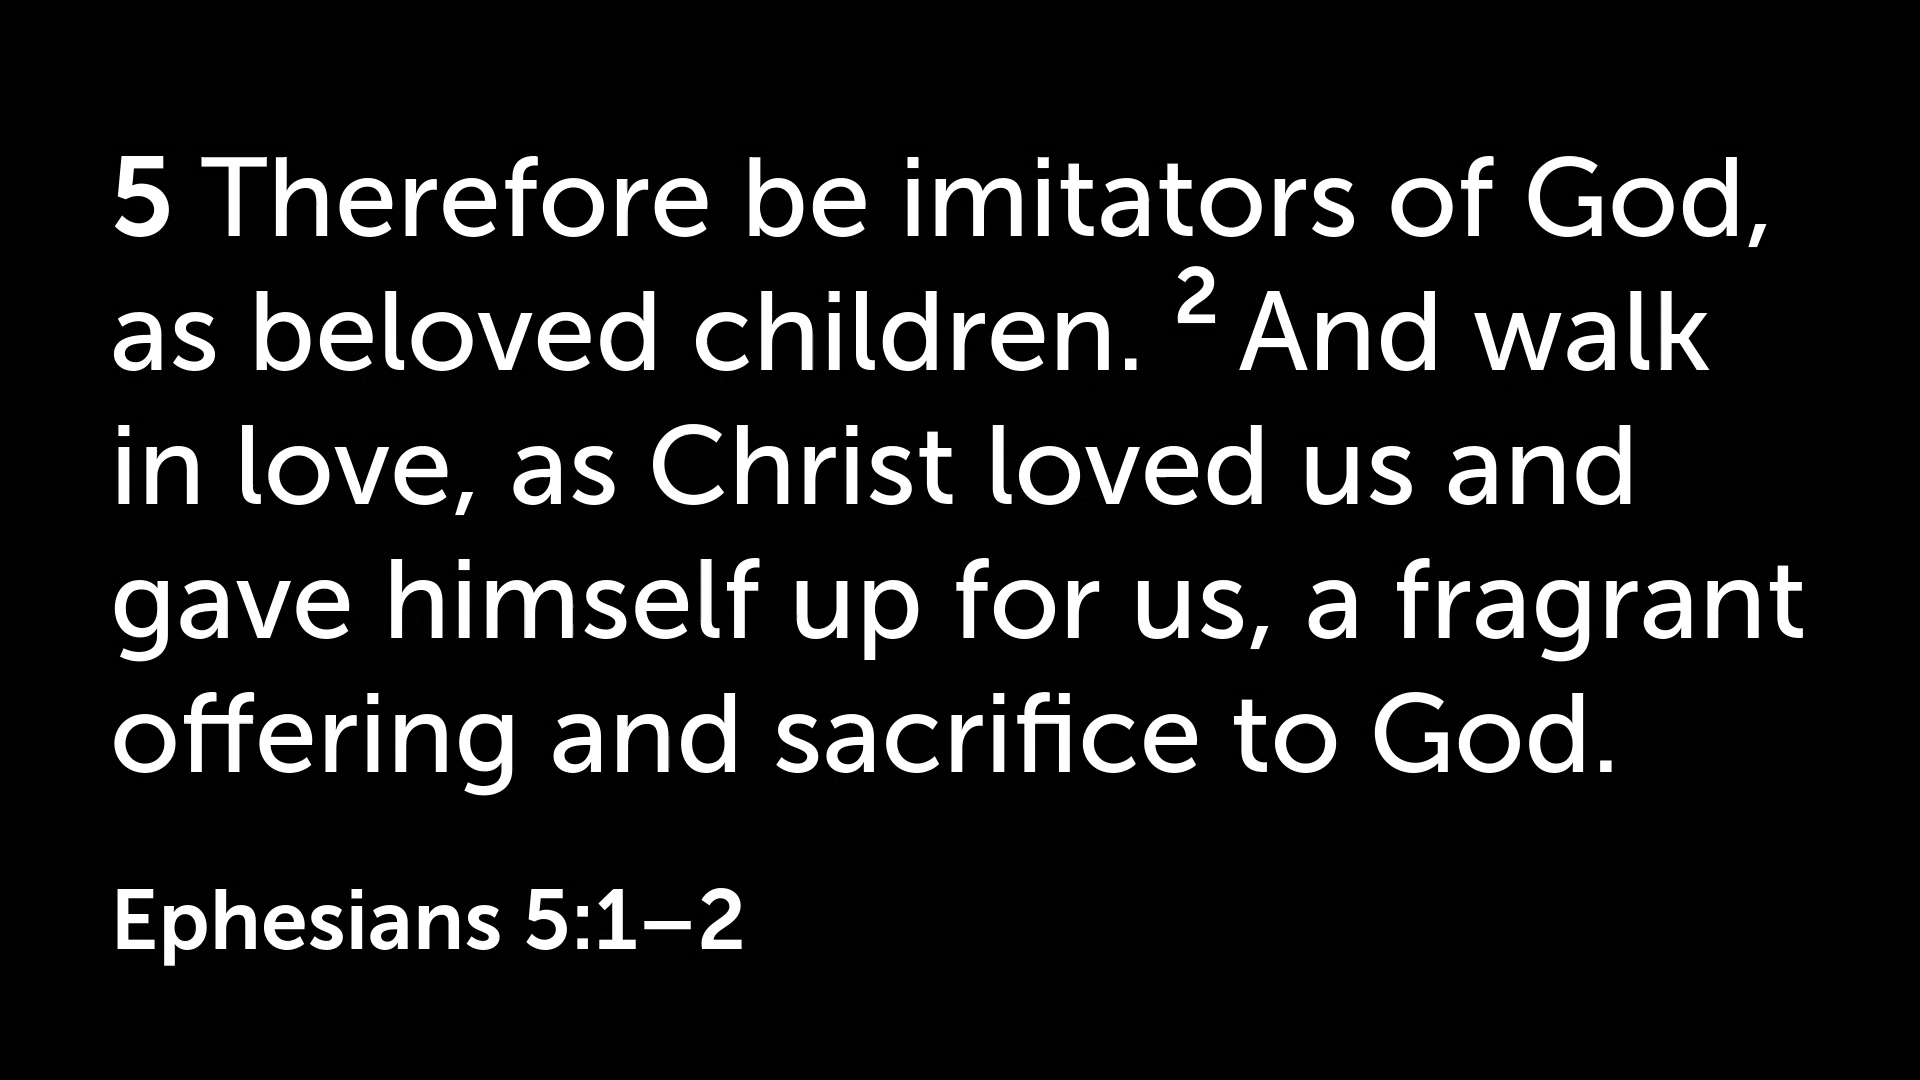 5 Therefore be imitators of God,
as beloved children. 2 And walk
in love, as Christ loved us and
gave himself up for us, a fragrant
offering and sacrifice to God.
Ephesians 5:1–2